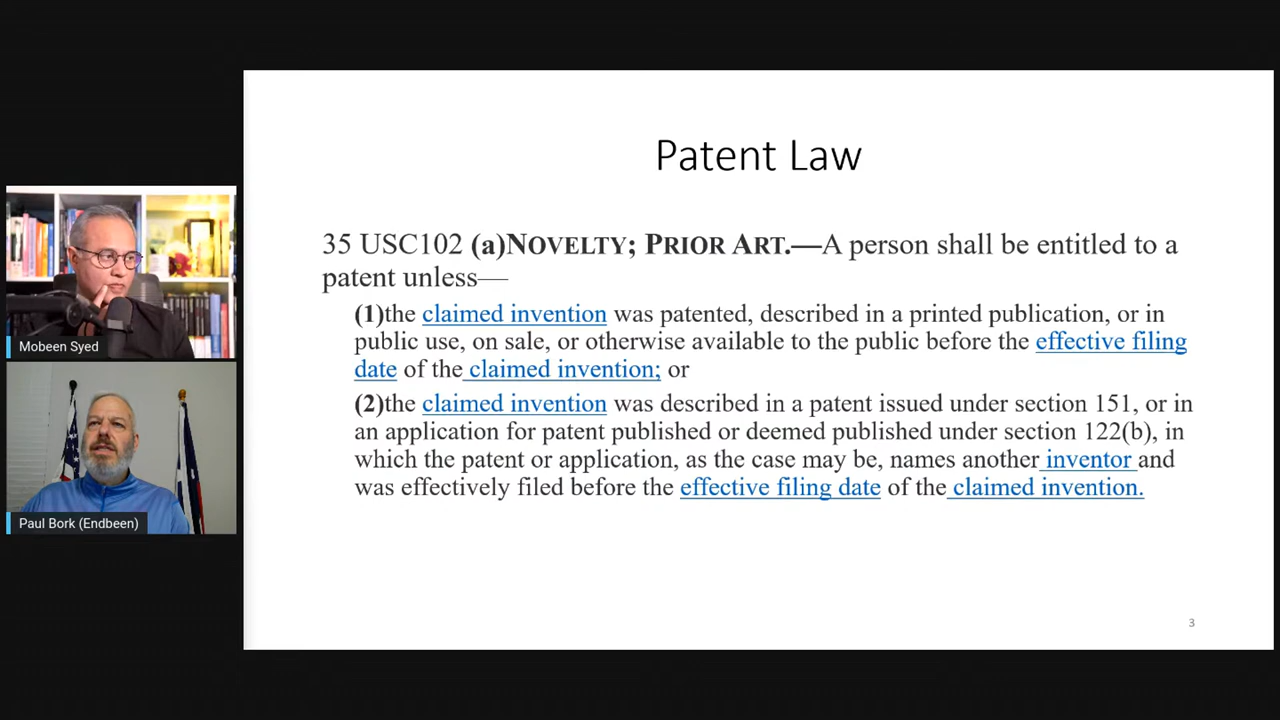 Patent Law
35 USC102 (a)NOVELTY; PRIOR ART.—A person shall be entitled to a
patent unless—
(1)the claimed invention was patented, described in a printed publication, or in
public use, on sale, or otherwise available to the public before the effective filing
date of the claimed invention; or
(2)the claimed invention was described in a patent issued under section 151, or in
an application for patent published or deemed published under section 122(b), in
which the patent or application, as the case may be, names another inventor and
was effectively filed before the effective filing date of the claimed invention.
3
Mobeen Syed
Paul Bork (Endbeen)